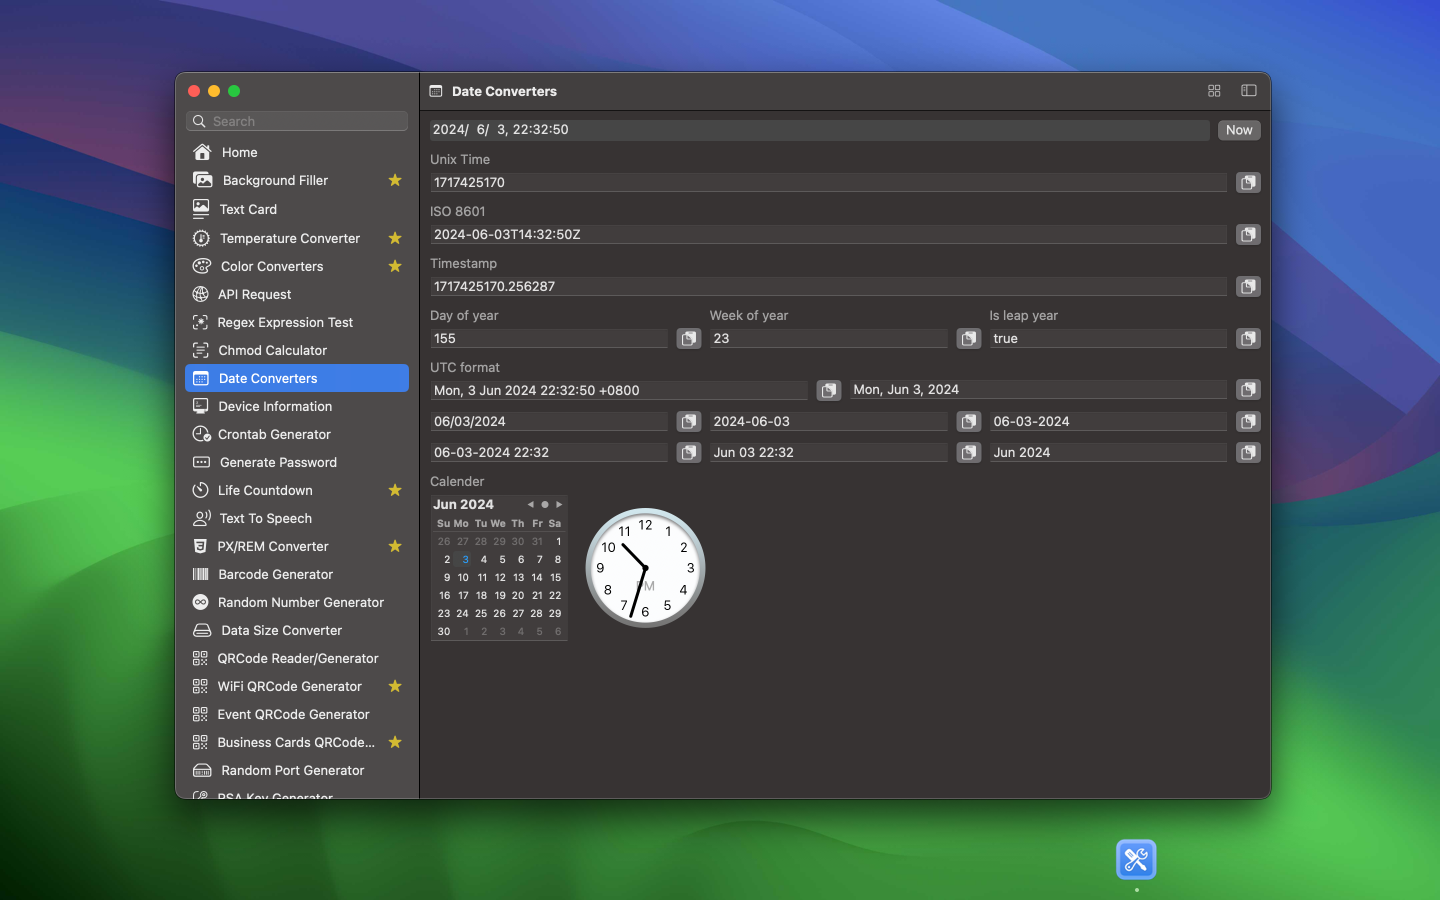 Search
Home
Background Filler
Text Card
Temperature Converter
Color Converters
API Request
Regex Expression Test
Chmod Calculator
Date Converters
Device Information
Crontab Generator
Generate Password
Life Countdown
Text To Speech
PX/REM Converter
Barcode Generator
Random Number Generator
Data Size Converter
QRCode Reader/Generator
WiFi QRCode Generator
Event QRCode Generator
Business Cards QRCode...
Random Port Generator
RSA Key Generator
Date Converters
2024/ 6/ 3, 22:32:50
Now
Unix Time
1717425170
ISO 8601
2024-06-03T14:32:50Z
Timestamp
1717425170.256287
Day of year Week of year Is leap year
155 23 true
UTC format
Mon, 3 Jun 2024 22:32:50 +0800 Mon, Jun 3, 2024
06/03/2024 2024-06-03 06-03-2024
06-03-2024 22:32 Jun 03 22:32 Jun 2024
Calender
Jun 2024
Su Mo Tu We Th Fr Sa
26 27 28 29 30 31 1
2 3 4 5 6 7 8
9 10 11 12 13 14 15
16 17 18 19 20 21 22
23 24 25 26 27 28 29
30 1 2 3 4 5 6
12 1 2 3 4 5 6 7 8 9 10 11
PM